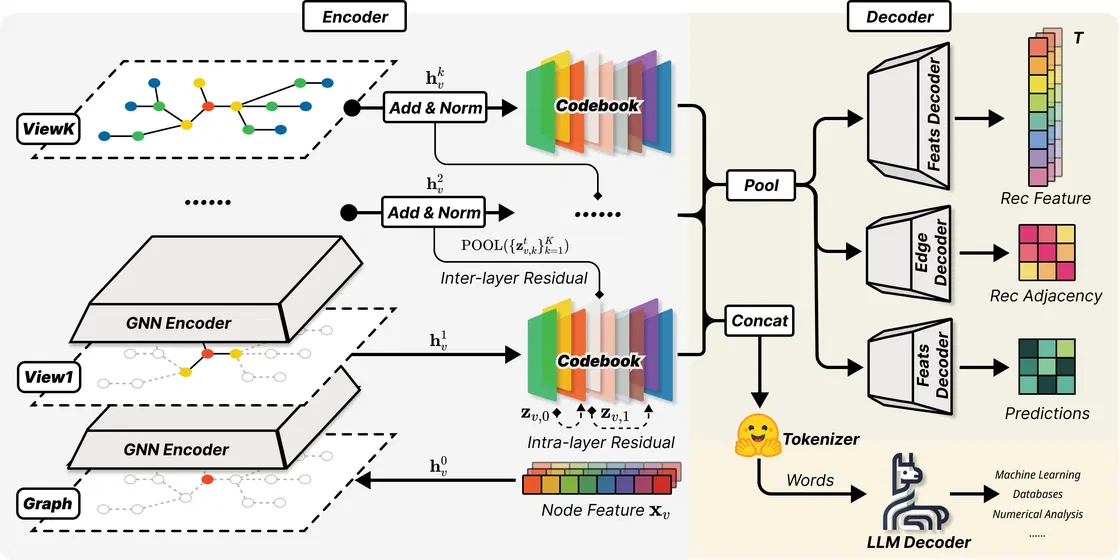 Encoder
Decoder
ViewK
h_v^k
Add & Norm
Codebook
h_v^2
Add & Norm
......
......
POOL({z_{v,k}^t}_{k=1}^K)
Inter-layer Residual
GNN Encoder
View1
h_v^1
Codebook
z_{v,0}
z_{v,1}
Intra-layer Residual
GNN Encoder
Graph
h_v^0
Node Feature x_v
Pool
Concat
Feats Decoder
T
Rec Feature
Edge
Decoder
Rec Adjacency
Feats
Decoder
Predictions
Tokenizer
Words
LLM Decoder
Machine Learning
Databases
Numerical Analysis
......